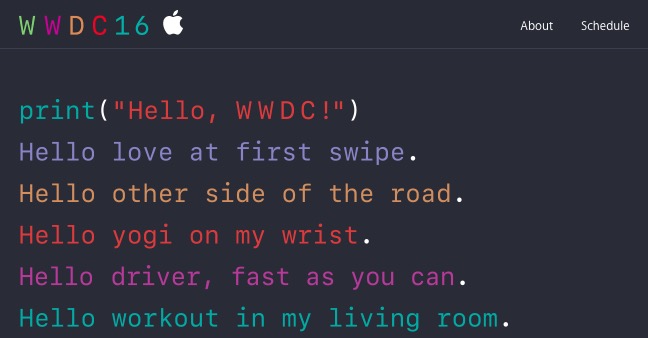 WWDC16
About Schedule
print("Hello, WWDC!")
Hello love at first swipe.
Hello other side of the road.
Hello yogi on my wrist.
Hello driver, fast as you can.
Hello workout in my living room.